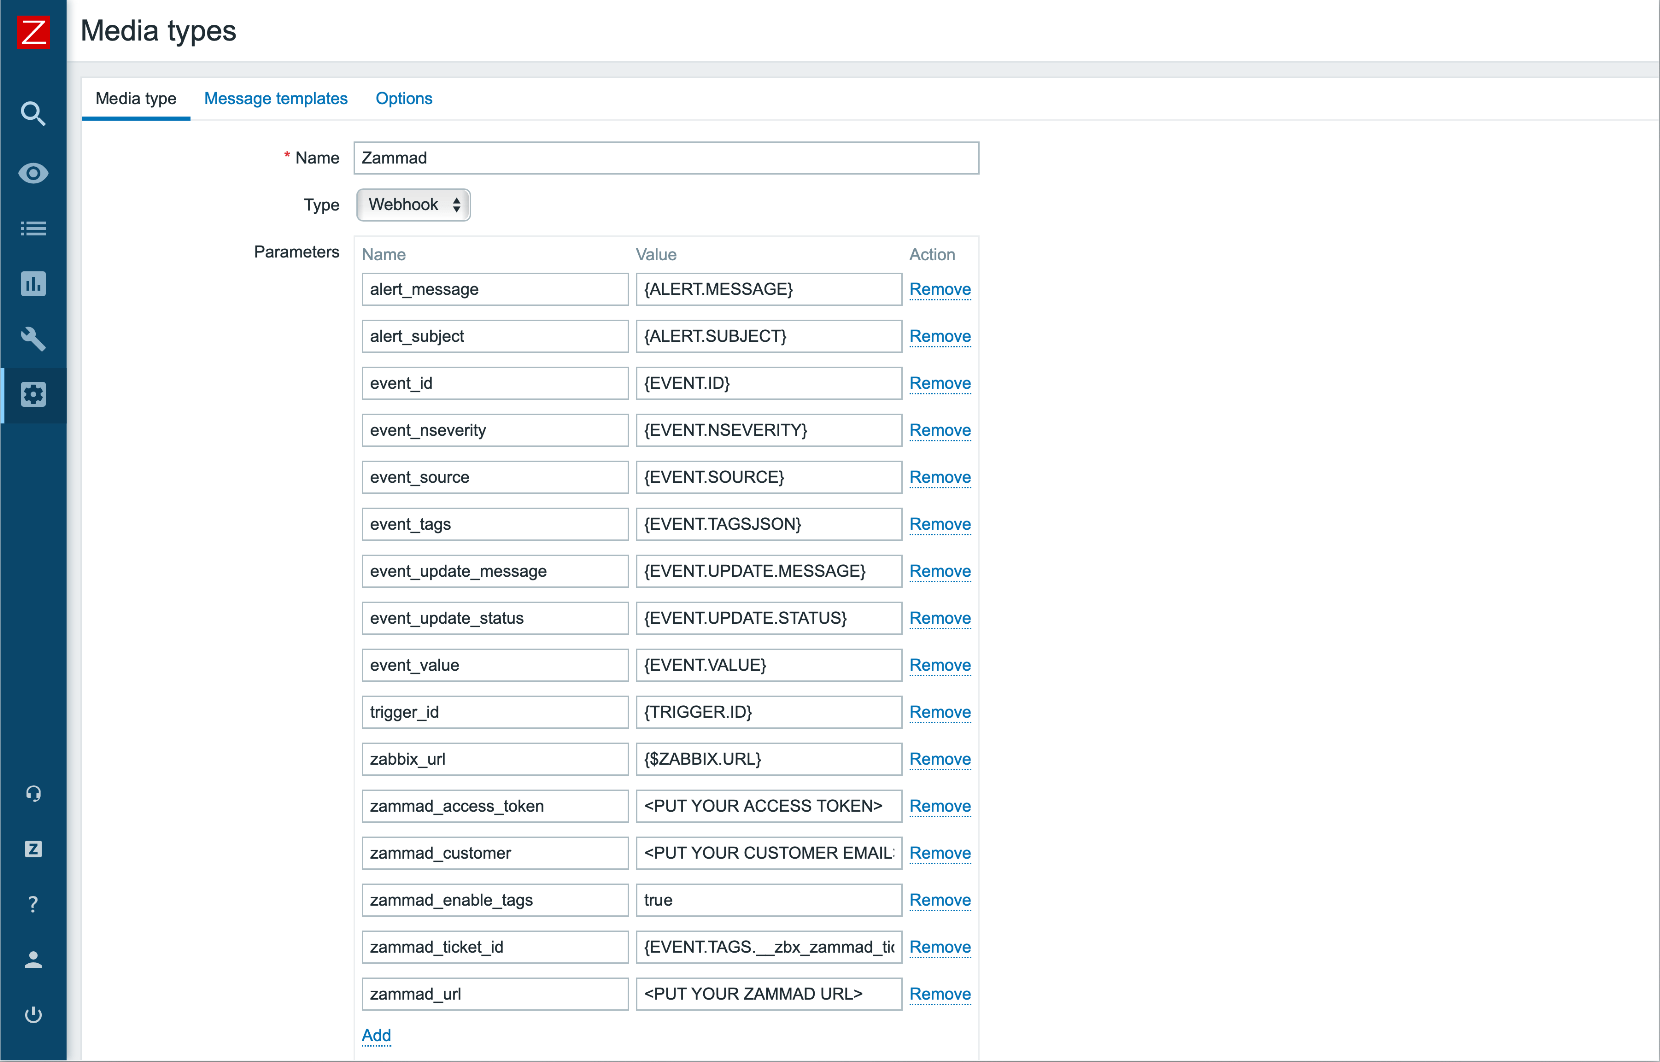 Z
Media types
Media type Message templates Options
* Name Zammad
Type Webhook
Parameters Name Value Action
alert_message {ALERT.MESSAGE} Remove
alert_subject {ALERT.SUBJECT} Remove
event_id {EVENT.ID} Remove
event_nseverity {EVENT.NSEVERITY} Remove
event_source {EVENT.SOURCE} Remove
event_tags {EVENT.TAGSJSON} Remove
event_update_message {EVENT.UPDATE.MESSAGE} Remove
event_update_status {EVENT.UPDATE.STATUS} Remove
event_value {EVENT.VALUE} Remove
trigger_id {TRIGGER.ID} Remove
zabbix_url {$ZABBIX.URL} Remove
zammad_access_token <PUT YOUR ACCESS TOKEN> Remove
Z
zammad_customer <PUT YOUR CUSTOMER EMAIL Remove
zammad_enable_tags true Remove
?
zammad_ticket_id {EVENT.TAGS.__zbx_zammad_tic Remove
zammad_url <PUT YOUR ZAMMAD URL> Remove
Add